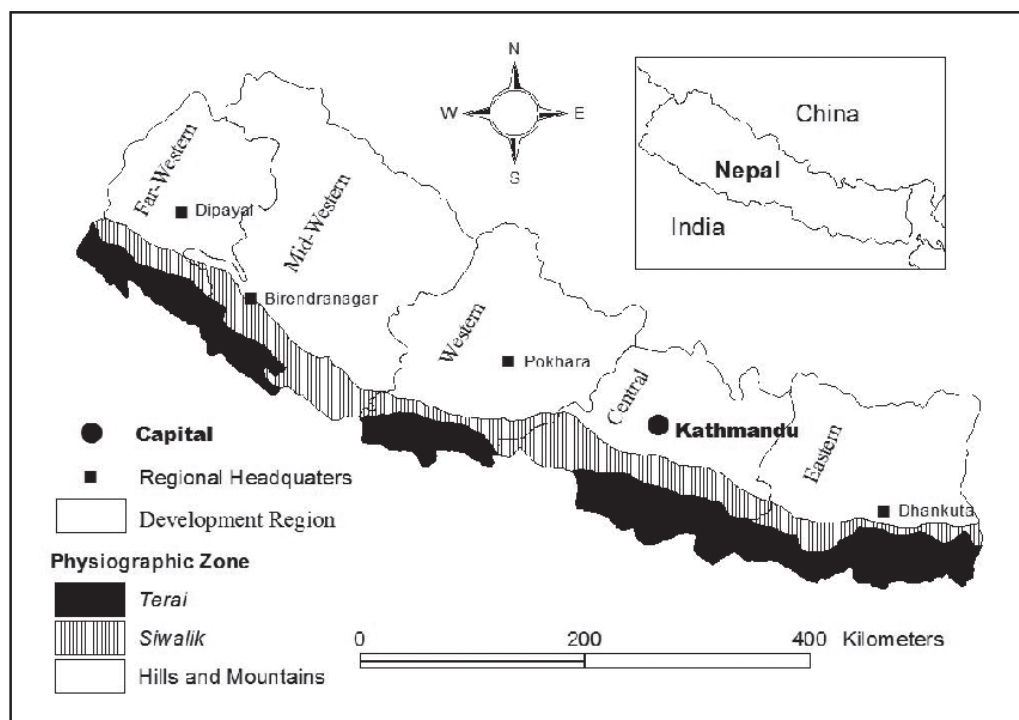 N
W
E
S
China
Nepal
India
Far-Western
Dipayal
Mid-Western
Birendranagar
Western
Pokhara
Central
Kathmandu
Eastern
Dhankuta
Capital
Regional Headquaters
Development Region
Physiographic Zone
Terai
Siwalik
Hills and Mountains
0 200 400 Kilometers